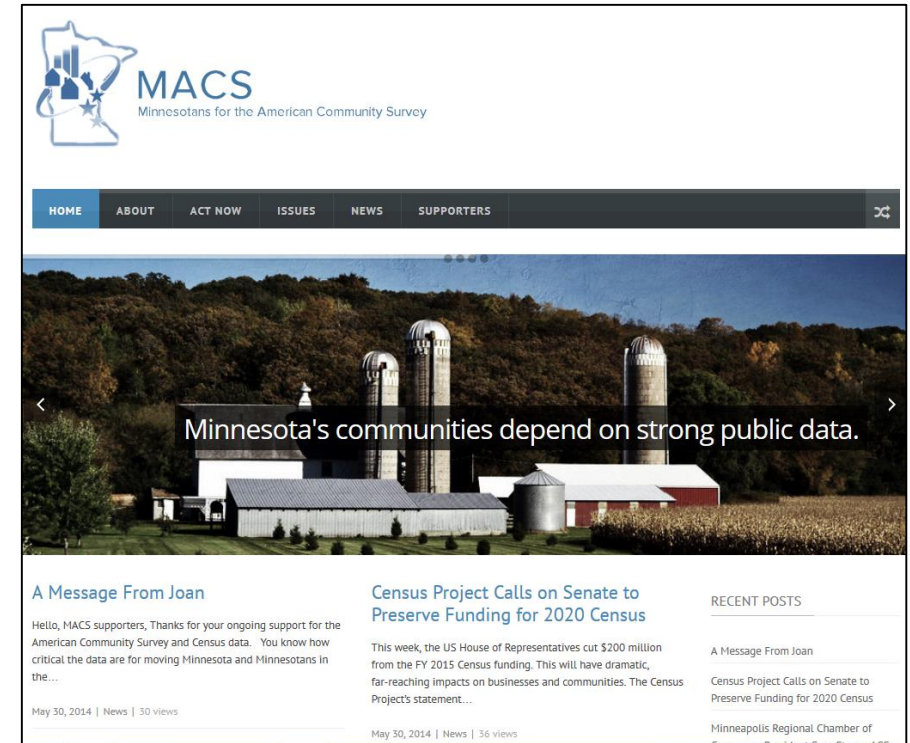 MACS
Minnesotans for the American Community Survey
HOME ABOUT ACT NOW ISSUES NEWS SUPPORTERS
Minnesota's communities depend on strong public data.
A Message From Joan
Hello, MACS supporters, Thanks for your ongoing support for the
American Community Survey and Census data. You know how
critical the data are for moving Minnesota and Minnesotans in
the...
May 30, 2014 | News | 30 views
Census Project Calls on Senate to
Preserve Funding for 2020 Census
This week, the US House of Representatives cut $200 million
from the FY 2015 Census funding. This will have dramatic,
far-reaching impacts on businesses and communities. The Census
Project's statement...
May 30, 2014 | News | 36 views
RECENT POSTS
A Message From Joan
Census Project Calls on Senate to
Preserve Funding for 2020 Census
Minneapolis Regional Chamber of